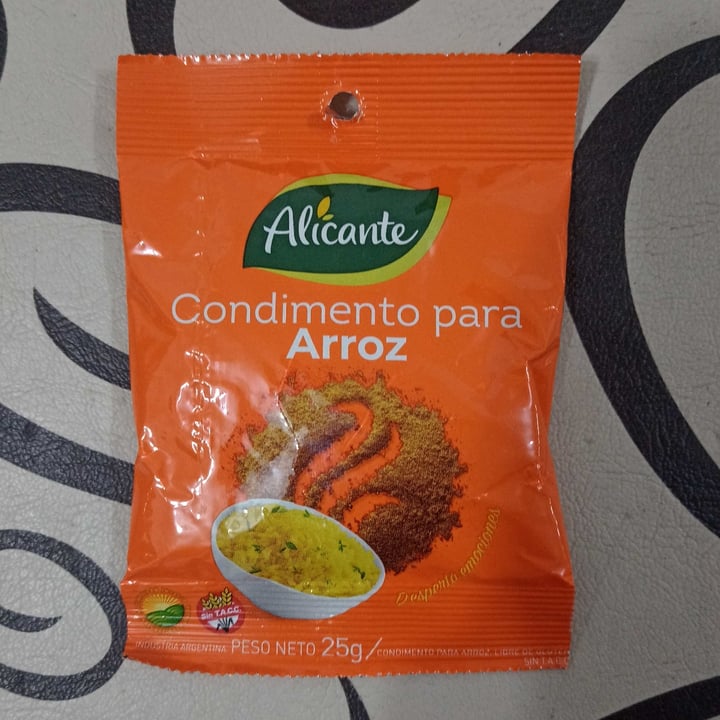 Alicante
Condimento para
Arroz
Despertá emociones
Sin T.A.C.C.
INDUSTRIA ARGENTINA PESO NETO 25g / CONDIMENTO PARA ARROZ. LIBRE DE GLUTEN
SIN T.A.C.C